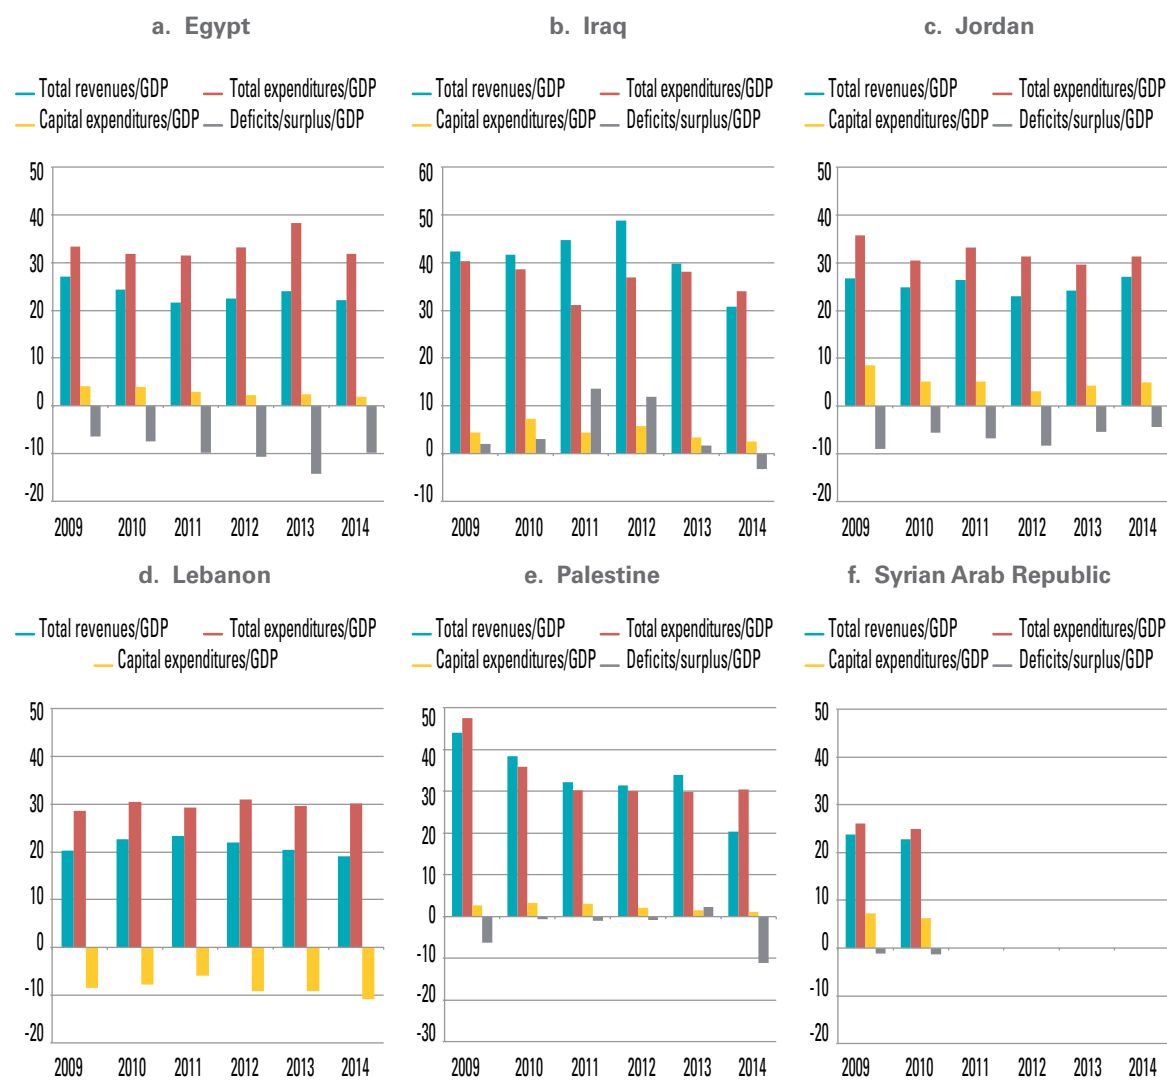 a. Egypt
Total revenues/GDP Total expenditures/GDP
Capital expenditures/GDP Deficits/surplus/GDP
50
40
30
20
10
0
-10
-20
2009 2010 2011 2012 2013 2014
b. Iraq
Total revenues/GDP Total expenditures/GDP
Capital expenditures/GDP Deficits/surplus/GDP
60
50
40
30
20
10
0
-10
2009 2010 2011 2012 2013 2014
c. Jordan
Total revenues/GDP Total expenditures/GDP
Capital expenditures/GDP Deficits/surplus/GDP
50
40
30
20
10
0
-10
-20
2009 2010 2011 2012 2013 2014
d. Lebanon
Total revenues/GDP Total expenditures/GDP
Capital expenditures/GDP
50
40
30
20
10
0
-10
-20
2009 2010 2011 2012 2013 2014
e. Palestine
Total revenues/GDP Total expenditures/GDP
Capital expenditures/GDP Deficits/surplus/GDP
50
40
30
20
10
0
-10
-20
-30
2009 2010 2011 2012 2013 2014
f. Syrian Arab Republic
Total revenues/GDP Total expenditures/GDP
Capital expenditures/GDP Deficits/surplus/GDP
50
40
30
20
10
0
-10
-20
2009 2010 2011 2012 2013 2014